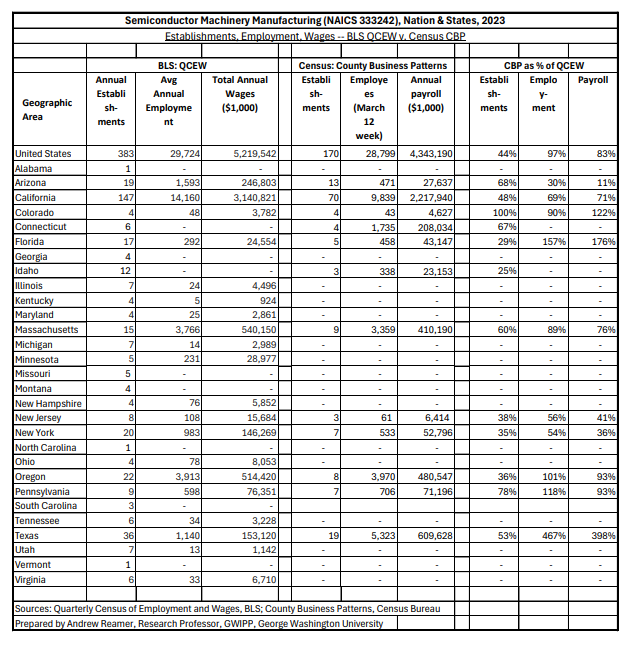 Semiconductor Machinery Manufacturing (NAICS 333242), Nation & States, 2023
Establishments, Employment, Wages -- BLS QCEW v. Census CBP
BLS: QCEW Census: County Business Patterns CBP as % of QCEW
Geographic Area Annual Establi sh- ments Avg Annual Employme nt Total Annual Wages ($1,000) Establi sh- ments Employe es (March 12 week) Annual payroll ($1,000) Establi sh- ments Emplo y- ment Payroll
United States 383 29,724 5,219,542 170 28,799 4,343,190 44% 97% 83%
Alabama 1 - - - - - - - -
Arizona 19 1,593 246,803 13 471 27,637 68% 30% 11%
California 147 14,160 3,140,821 70 9,839 2,217,940 48% 69% 71%
Colorado 4 48 3,782 4 43 4,627 100% 90% 122%
Connecticut 6 - - 4 1,735 208,034 67% - -
Florida 17 292 24,554 5 458 43,147 29% 157% 176%
Georgia 4 - - - - - - - -
Idaho 12 - - 3 338 23,153 25% - -
Illinois 7 24 4,496 - - - - - -
Kentucky 4 5 924 - - - - - -
Maryland 4 25 2,861 - - - - - -
Massachusetts 15 3,766 540,150 9 3,359 410,190 60% 89% 76%
Michigan 7 14 2,989 - - - - - -
Minnesota 5 231 28,977 - - - - - -
Missouri 5 - - - - - - - -
Montana 4 - - - - - - - -
New Hampshire 4 76 5,852 - - - - - -
New Jersey 8 108 15,684 3 61 6,414 38% 56% 41%
New York 20 983 146,269 7 533 52,796 35% 54% 36%
North Carolina 1 - - - - - - - -
Ohio 4 78 8,053 - - - - - -
Oregon 22 3,913 514,420 8 3,970 480,547 36% 101% 93%
Pennsylvania 9 598 76,351 7 706 71,196 78% 118% 93%
South Carolina 3 - -
Tennessee 6 34 3,228 - - - - - -
Texas 36 1,140 153,120 19 5,323 609,628 53% 467% 398%
Utah 7 13 1,142 - - - - - -
Vermont 1 - - - - - - - -
Virginia 6 33 6,710 - - - - - -
Sources: Quarterly Census of Employment and Wages, BLS; County Business Patterns, Census Bureau
Prepared by Andrew Reamer, Research Professor, GWIPP, George Washington University